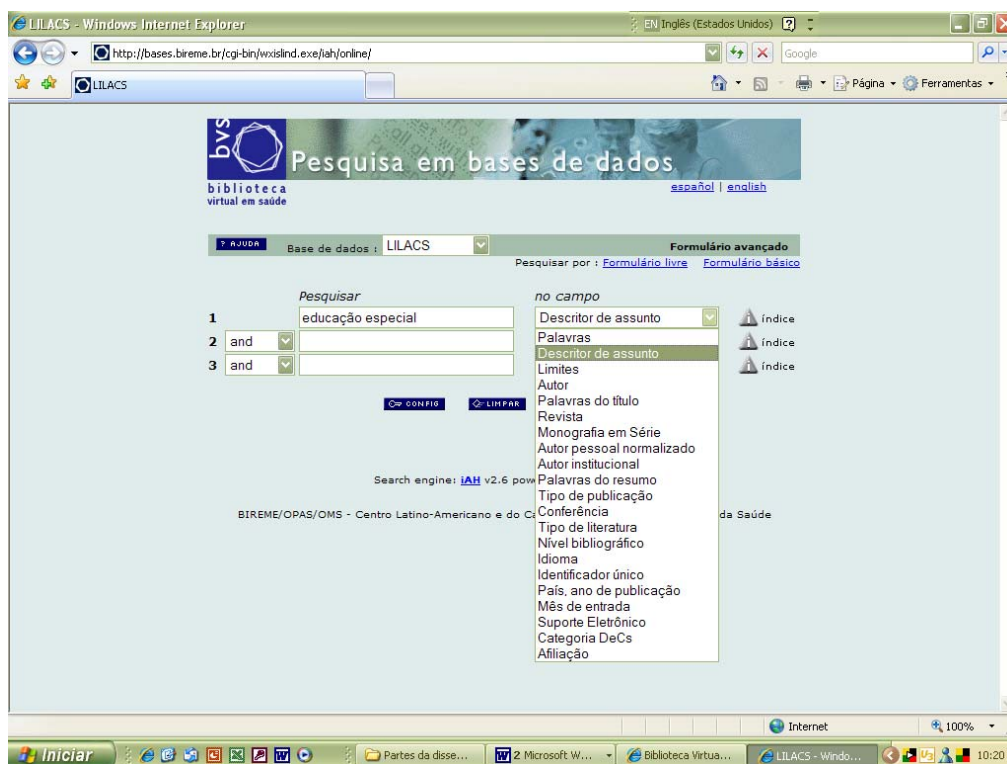 LILACS - Windows Internet Explorer
EN Inglês (Estados Unidos)
http://bases.bireme.br/cgi-bin/wxislind.exe/iah/online/
Google
LILACS
Página
Ferramentas
bvs
Pesquisa em bases de dados
biblioteca
virtual em saúde
español | english
? AJUDA Base de dados : LILACS Formulário avançado
Pesquisar por : Formulário livre Formulário básico
Pesquisar no campo
1 educação especial Descritor de assunto índice
2 and índice
3 and índice
Palavras
Descritor de assunto
Limites
Autor
Palavras do título
Revista
Monografia em Série
Autor pessoal normalizado
Autor institucional
Palavras do resumo
Tipo de publicação
Conferência
Tipo de literatura
Nível bibliográfico
Idioma
Identificador único
País, ano de publicação
Mês de entrada
Suporte Eletrônico
Categoria DeCs
Afiliação
CONFIG LIMPAR
Search engine: iAH v2.6
BIREME/OPAS/OMS - Centro Latino-Americano e do da Saúde
Internet 100%
Iniciar Partes da disse... 2 Microsoft W... Biblioteca Virtua... LILACS - Windo... 10:20